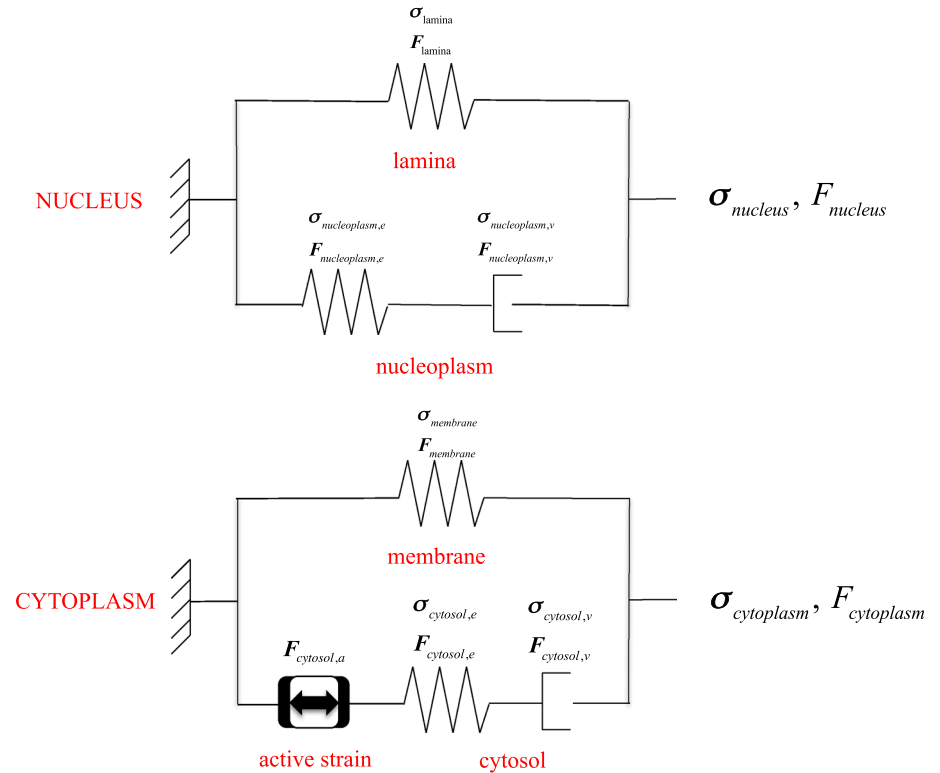 σlamina
Flamina
lamina
NUCLEUS
σnucleus, Fnucleus
σnucleoplasm,e
σnucleoplasm,v
Fnucleoplasm,e
Fnucleoplasm,v
nucleoplasm
σmembrane
Fmembrane
membrane
CYTOPLASM
σcytoplasm, Fcytoplasm
σcytosol,e
σcytosol,v
Fcytosol,a
Fcytosol,e
Fcytosol,v
active strain
cytosol